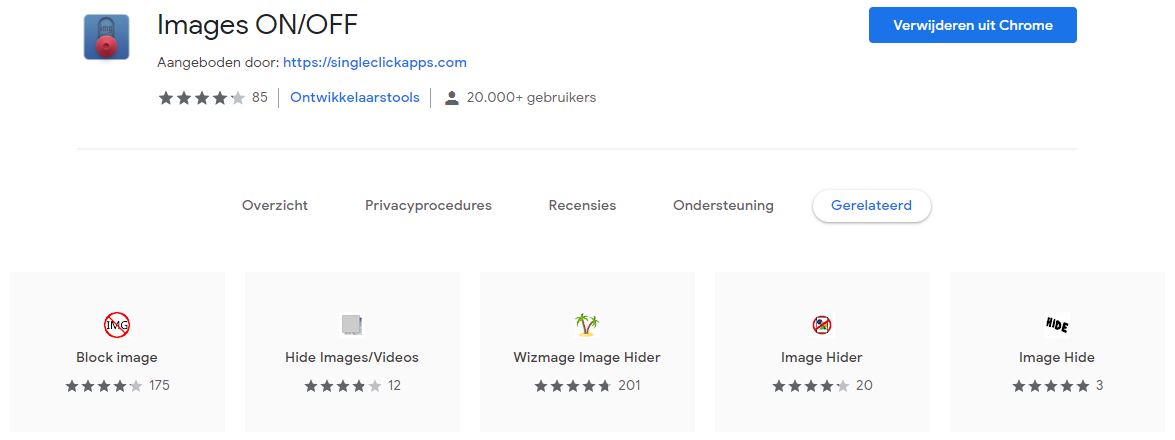 Images ON/OFF
Verwijderen uit Chrome
Aangeboden door: https://singleclickapps.com
85 Ontwikkelaarstools 20.000+ gebruikers
Overzicht Privacyprocedures Recensies Ondersteuning Gerelateerd
IMG HIDE
Block image Hide Images/Videos Wizmage Image Hider Image Hider Image Hide
175 12 201 20 3